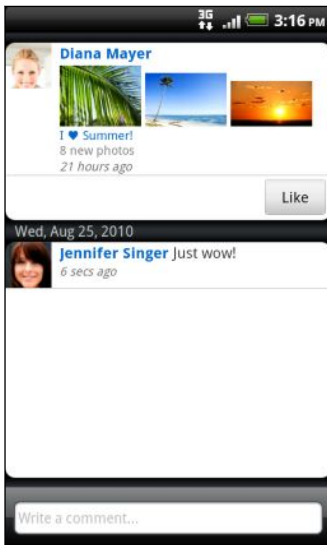 3G 3:16 PM
Diana Mayer
I ♥ Summer!
8 new photos
21 hours ago
Like
Wed, Aug 25, 2010
Jennifer Singer Just wow!
6 secs ago
Write a comment...